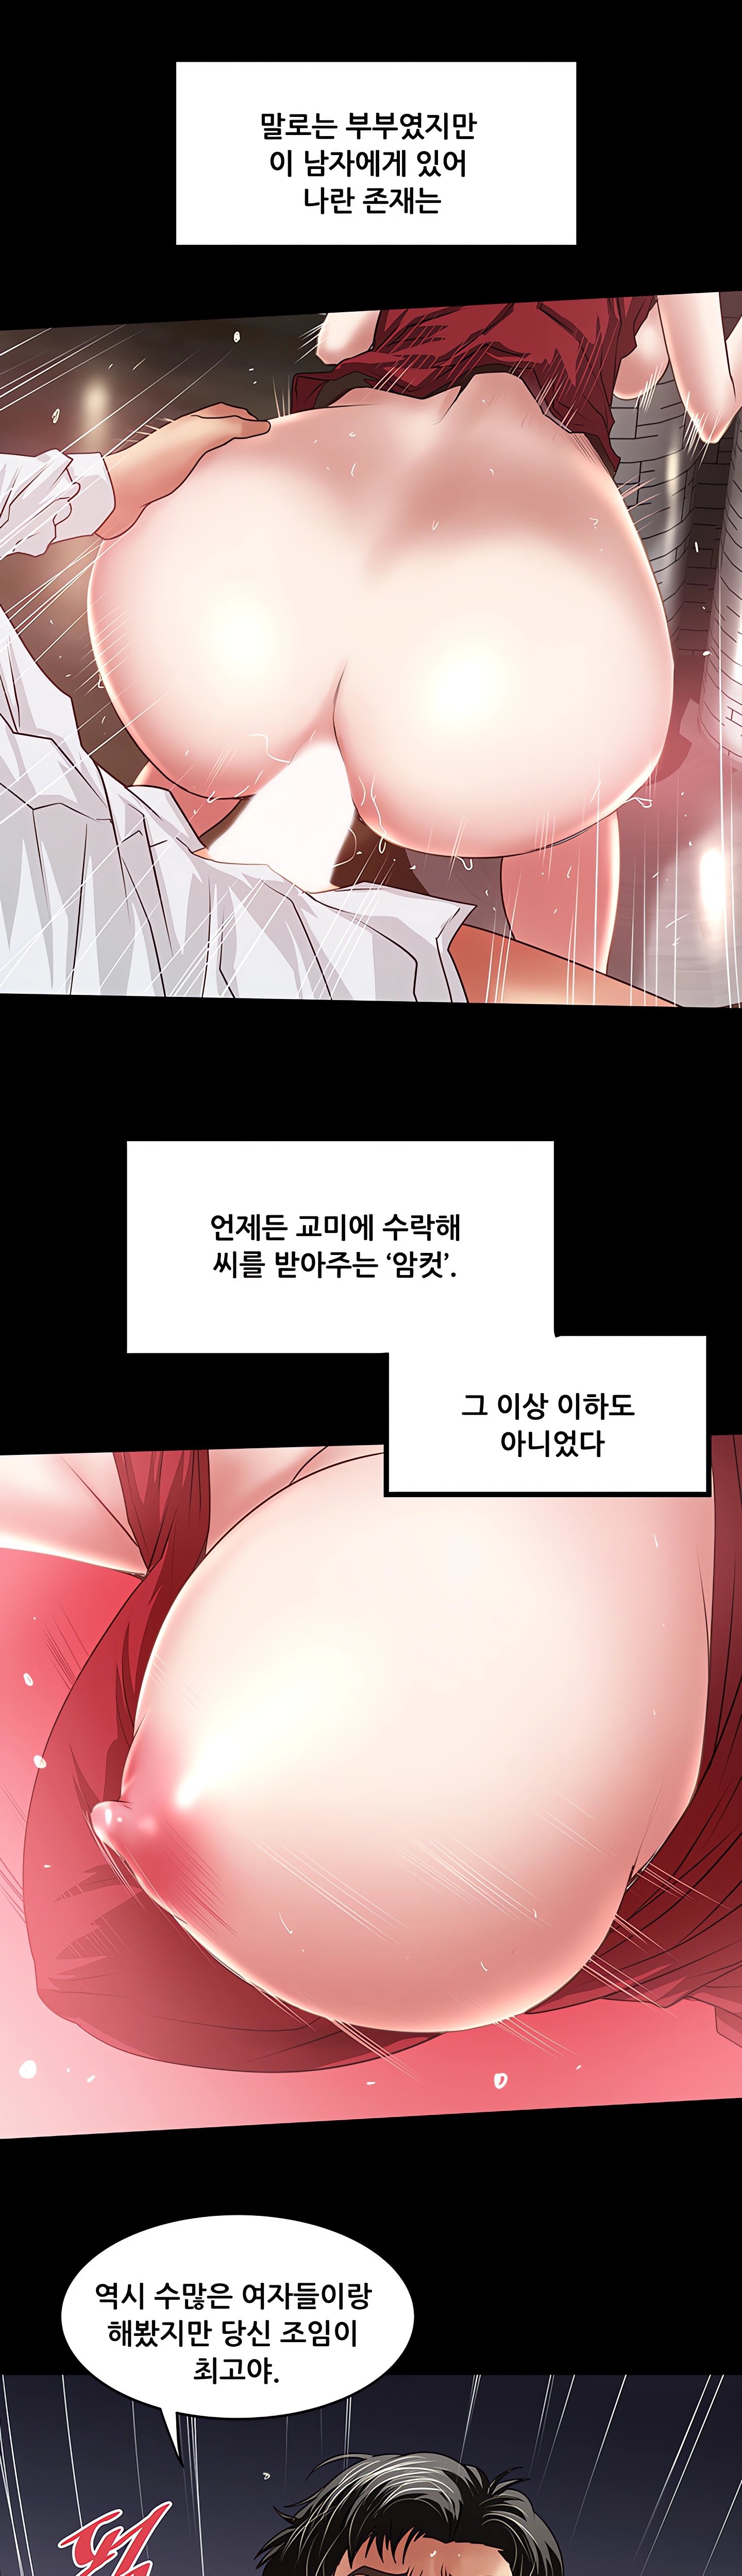 말로는 부부였지만
이 남자에게 있어
나란 존재는
언제든 교미에 수락해
씨를 받아주는 ‘암컷’.
그 이상 이하도
아니었다
역시 수많은 여자들이랑
해봤지만 당신 조임이
최고야.